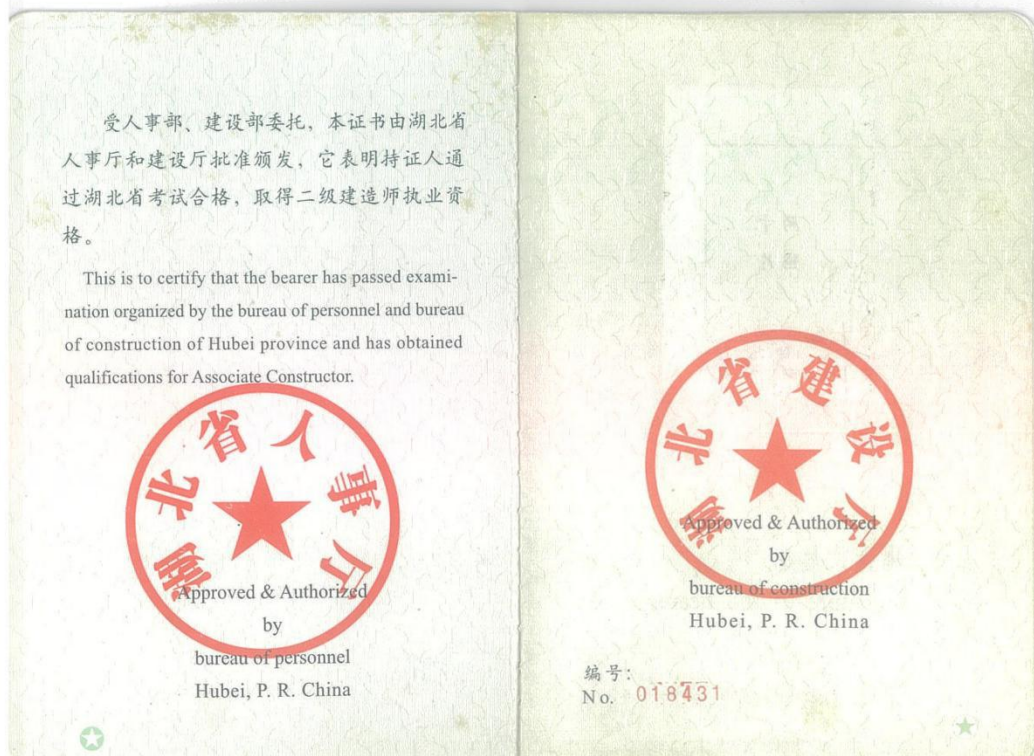 受人事部、建设部委托，本证书由湖北省
人事厅和建设厅批准颁发，它表明持证人通
过湖北省考试合格，取得二级建造师执业资
格。
This is to certify that the bearer has passed exami-
nation organized by the bureau of personnel and bureau
of construction of Hubei province and has obtained
qualifications for Associate Constructor.
湖北省人事厅
Approved & Authorized
by
bureau of personnel
Hubei, P. R. China
湖北省建设厅
Approved & Authorized
by
bureau of construction
Hubei, P. R. China
编号：
No. 018431